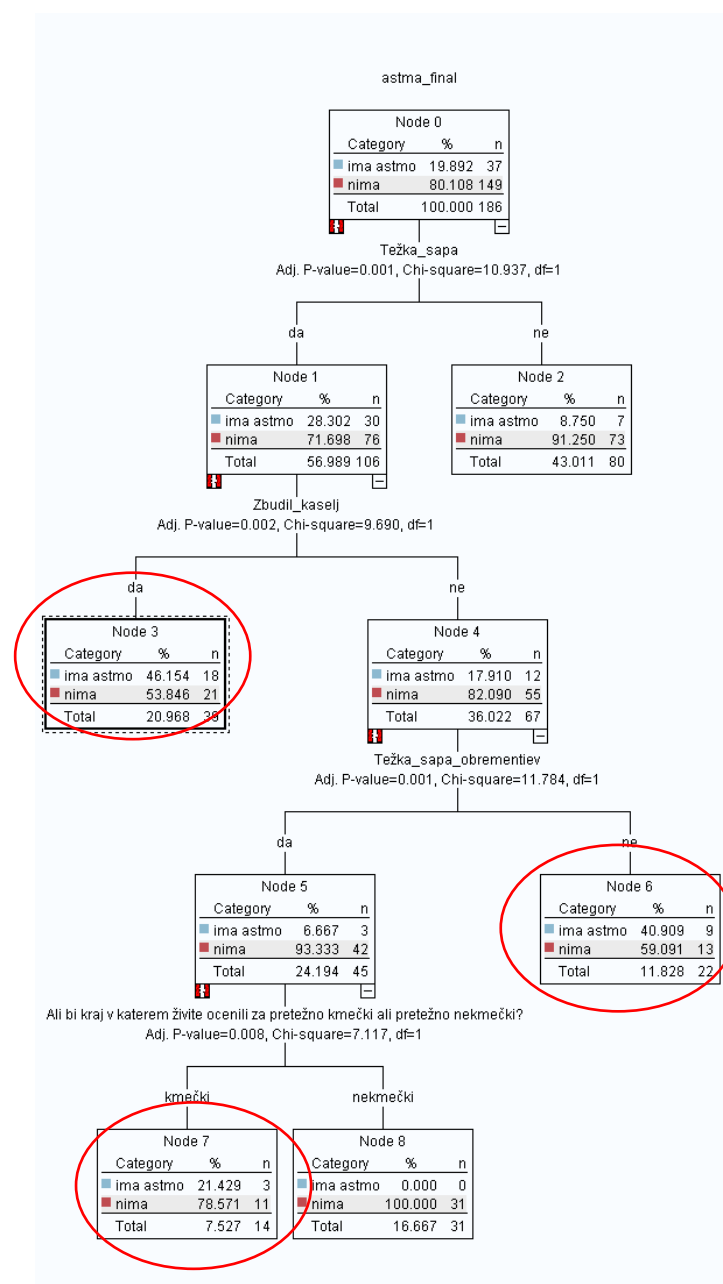 astma_final
Node 0
Category % n
ima astmo 19.892 37
nima 80.108 149
Total 100.000 186
Težka_sapa
Adj. P-value=0.001, Chi-square=10.937, df=1
da ne
Node 1
Category % n
ima astmo 28.302 30
nima 71.698 76
Total 56.989 106
Node 2
Category % n
ima astmo 8.750 7
nima 91.250 73
Total 43.011 80
Zbudil_kaselj
Adj. P-value=0.002, Chi-square=9.690, df=1
da ne
Node 3
Category % n
ima astmo 46.154 18
nima 53.846 21
Total 20.968 39
Node 4
Category % n
ima astmo 17.910 12
nima 82.090 55
Total 36.022 67
Težka_sapa_obrementiev
Adj. P-value=0.001, Chi-square=11.784, df=1
da ne
Node 5
Category % n
ima astmo 6.667 3
nima 93.333 42
Total 24.194 45
Node 6
Category % n
ima astmo 40.909 9
nima 59.091 13
Total 11.828 22
Ali bi kraj v katerem živite ocenili za pretežno kmečki ali pretežno nekmečki?
Adj. P-value=0.008, Chi-square=7.117, df=1
kmečki nekmečki
Node 7
Category % n
ima astmo 21.429 3
nima 78.571 11
Total 7.527 14
Node 8
Category % n
ima astmo 0.000 0
nima 100.000 31
Total 16.667 31